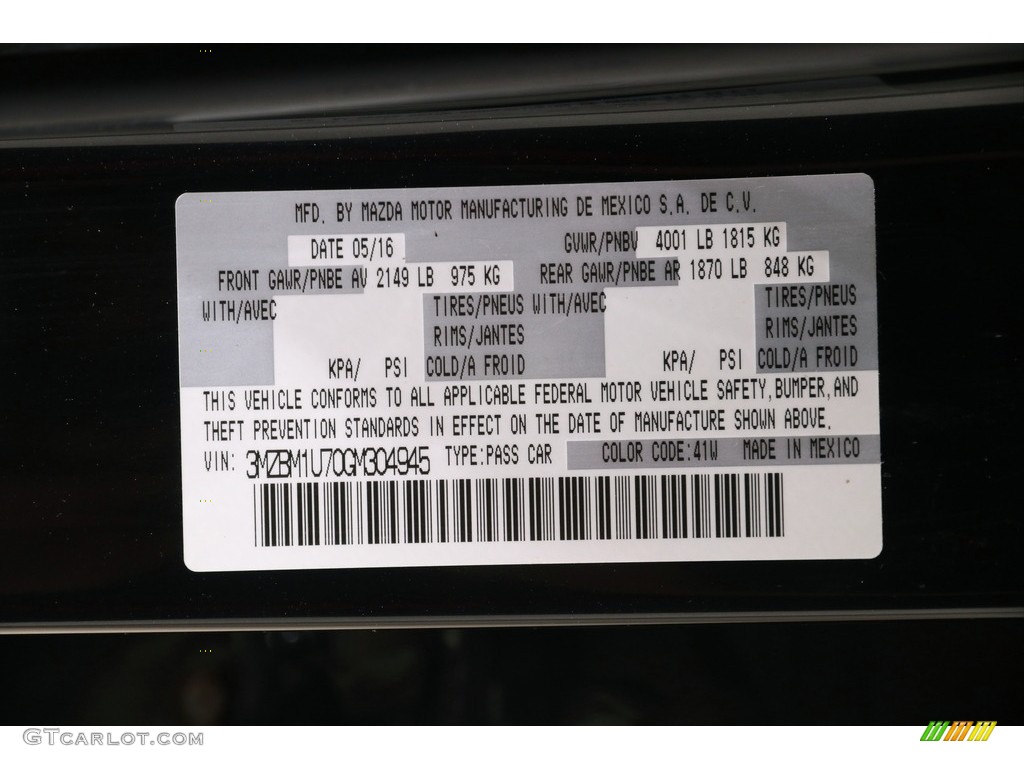 MFD. BY MAZDA MOTOR MANUFACTURING DE MEXICO S.A. DE C.V.
DATE 05/16 GVWR/PNBV 4001 LB 1815 KG
FRONT GAWR/PNBE AV 2149 LB 975 KG REAR GAWR/PNBE AR 1870 LB 848 KG
WITH/AVEC TIRES/PNEUS WITH/AVEC TIRES/PNEUS
RIMS/JANTES RIMS/JANTES
KPA/ PSI COLD/A FROID KPA/ PSI COLD/A FROID
THIS VEHICLE CONFORMS TO ALL APPLICABLE FEDERAL MOTOR VEHICLE SAFETY, BUMPER, AND
THEFT PREVENTION STANDARDS IN EFFECT ON THE DATE OF MANUFACTURE SHOWN ABOVE.
VIN: 3MZBM1U70GM304945 TYPE:PASS CAR COLOR CODE:41W MADE IN MEXICO
GTCARLOT.COM